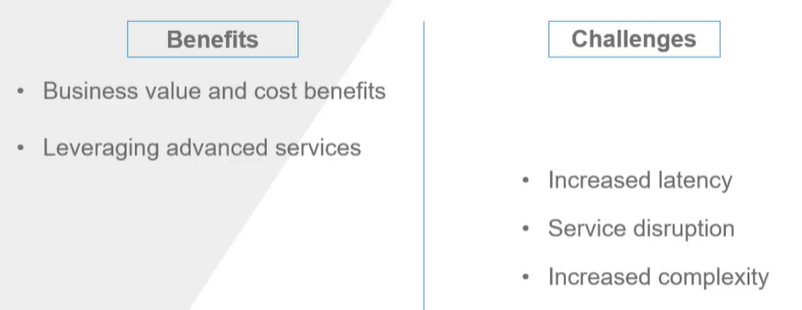 Benefits
• Business value and cost benefits
• Leveraging advanced services
Challenges
• Increased latency
• Service disruption
• Increased complexity